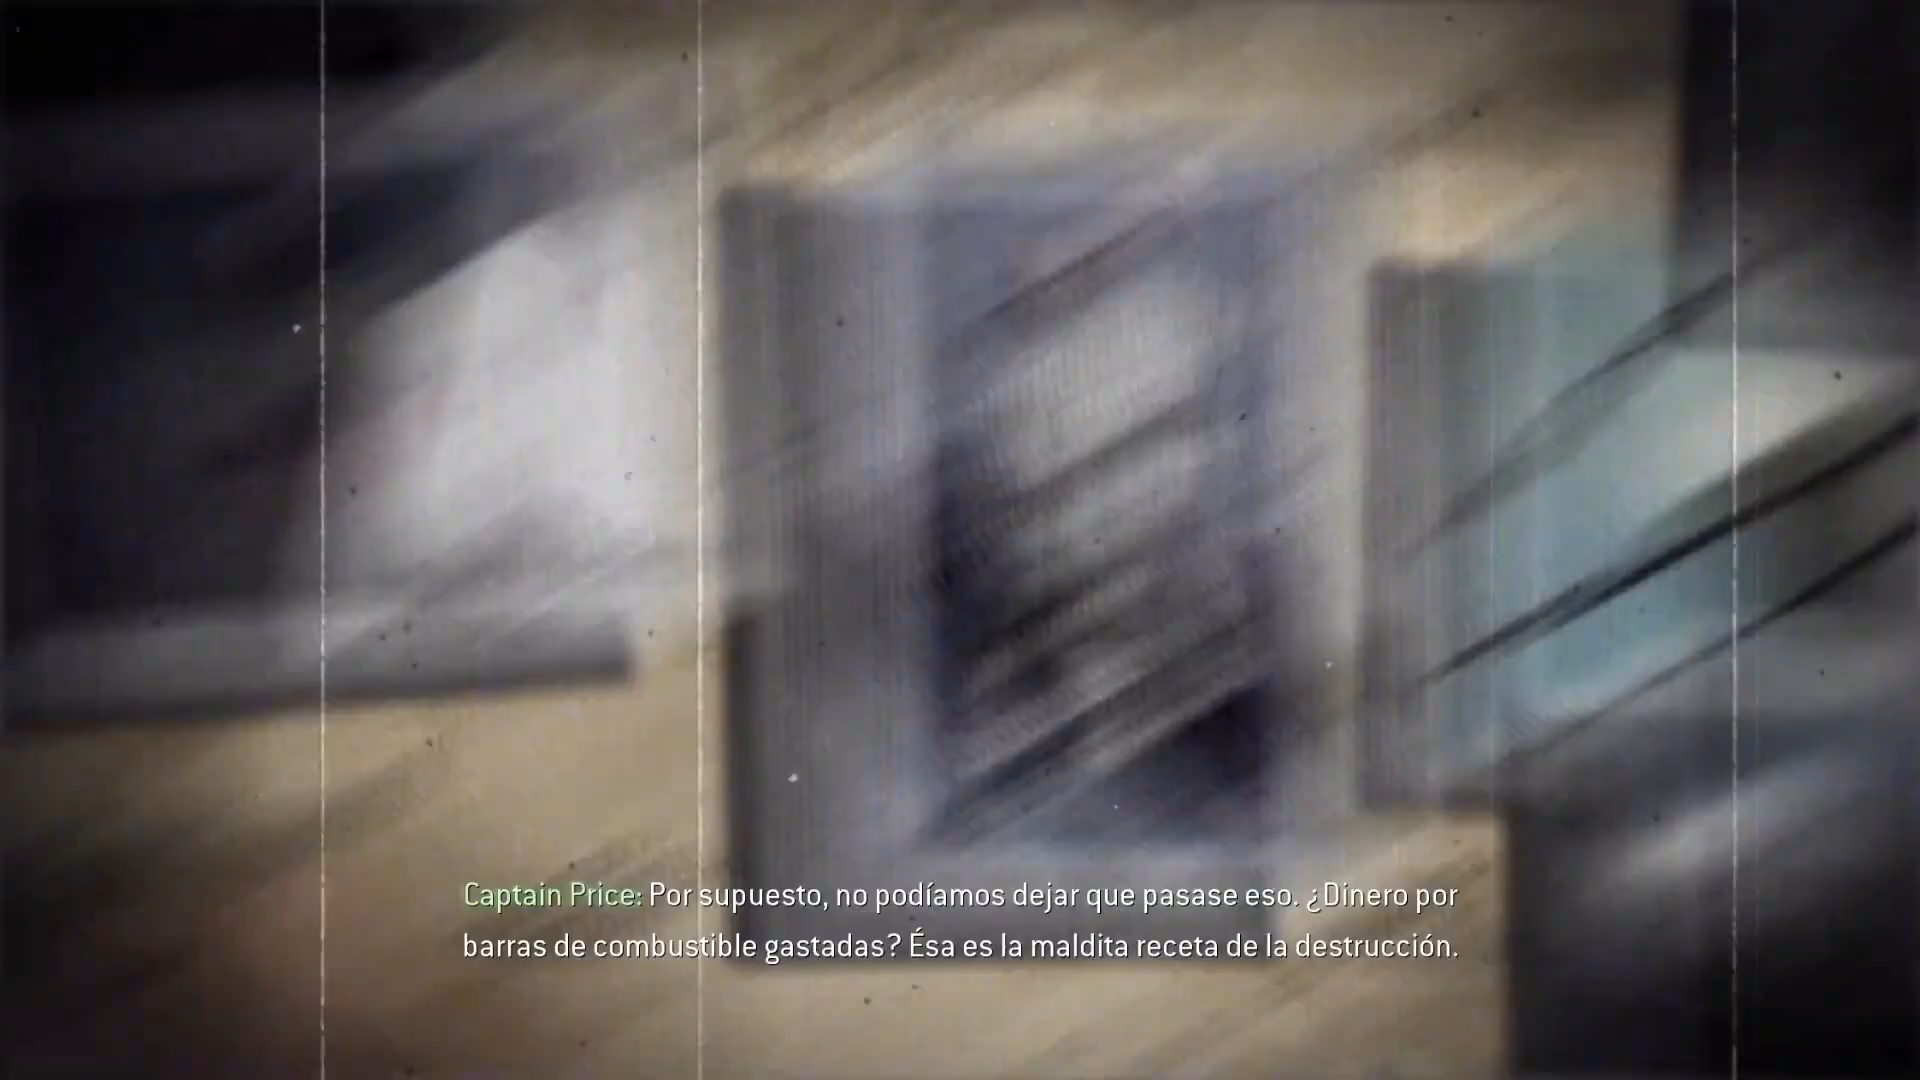 Captain Price: Por supuesto, no podíamos dejar que pasase eso. ¿Dinero por
barras de combustible gastadas? Ésa es la maldita receta de la destrucción.